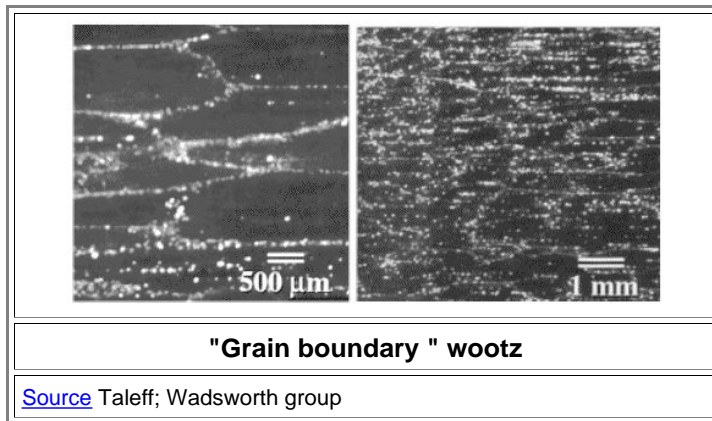 500 µm
1 mm
"Grain boundary " wootz
Source Taleff; Wadsworth group